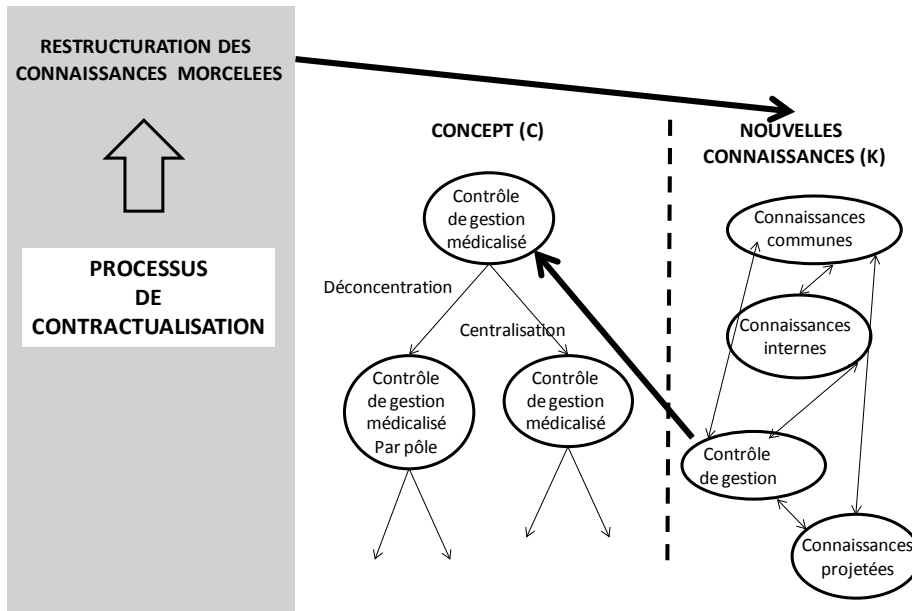 RESTRUCTURATION DES
CONNAISSANCES MORCELEES
PROCESSUS
DE
CONTRACTUALISATION
CONCEPT (C)
Contrôle
de gestion
médicalisé
Déconcentration
Centralisation
Contrôle
de gestion
médicalisé
Par pôle
Contrôle
de gestion
médicalisé
NOUVELLES
CONNAISSANCES (K)
Connaissances
communes
Connaissances
internes
Contrôle
de gestion
Connaissances
projetées